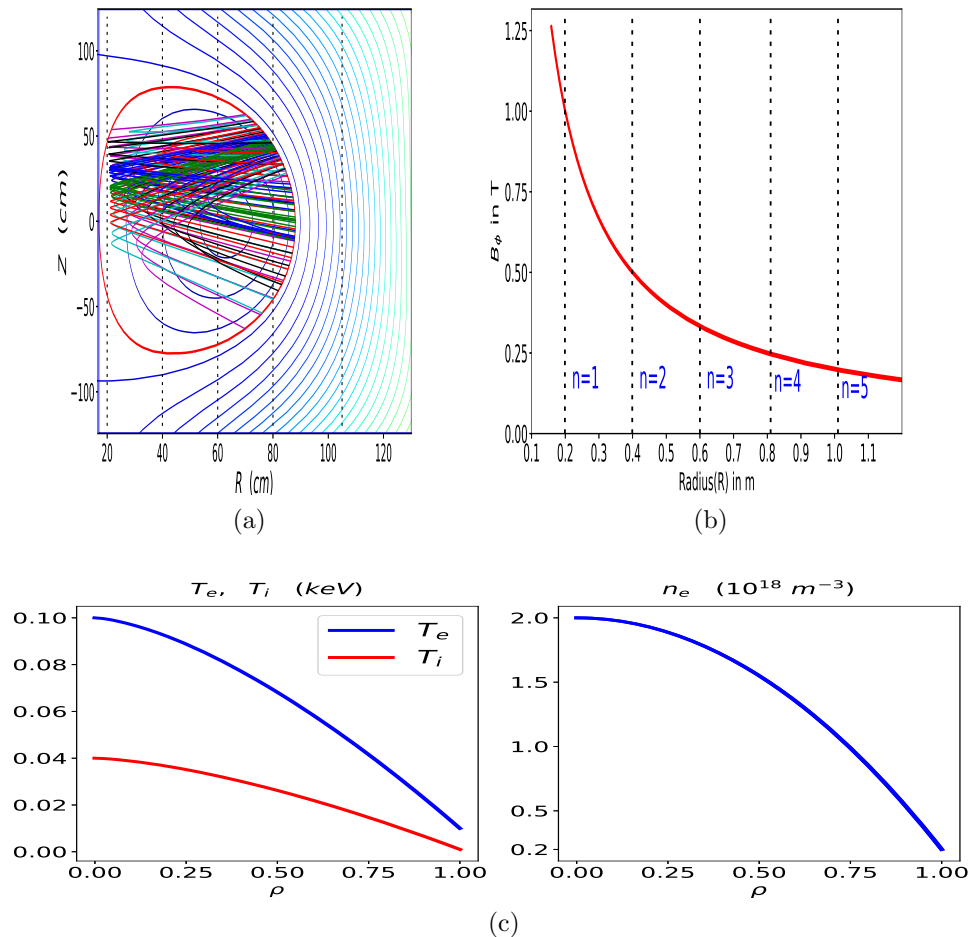 Z (cm)
100
50
0
−50
−100
20 40 60 80 100 120
R (cm)
(a)
B_ϕ in T
1.25
1.00
0.75
0.50
0.25
0.00
n=1 n=2 n=3 n=4 n=5
0.1 0.2 0.3 0.4 0.5 0.6 0.7 0.8 0.9 1.0 1.1
Radius(R) in m
(b)
T_e, T_i (keV)
0.10
0.08
0.06
0.04
0.02
0.00
T_e
T_i
0.00 0.25 0.50 0.75 1.00
ρ
n_e (10^18 m^−3)
2.0
1.5
1.0
0.5
0.2
0.00 0.25 0.50 0.75 1.00
ρ
(c)